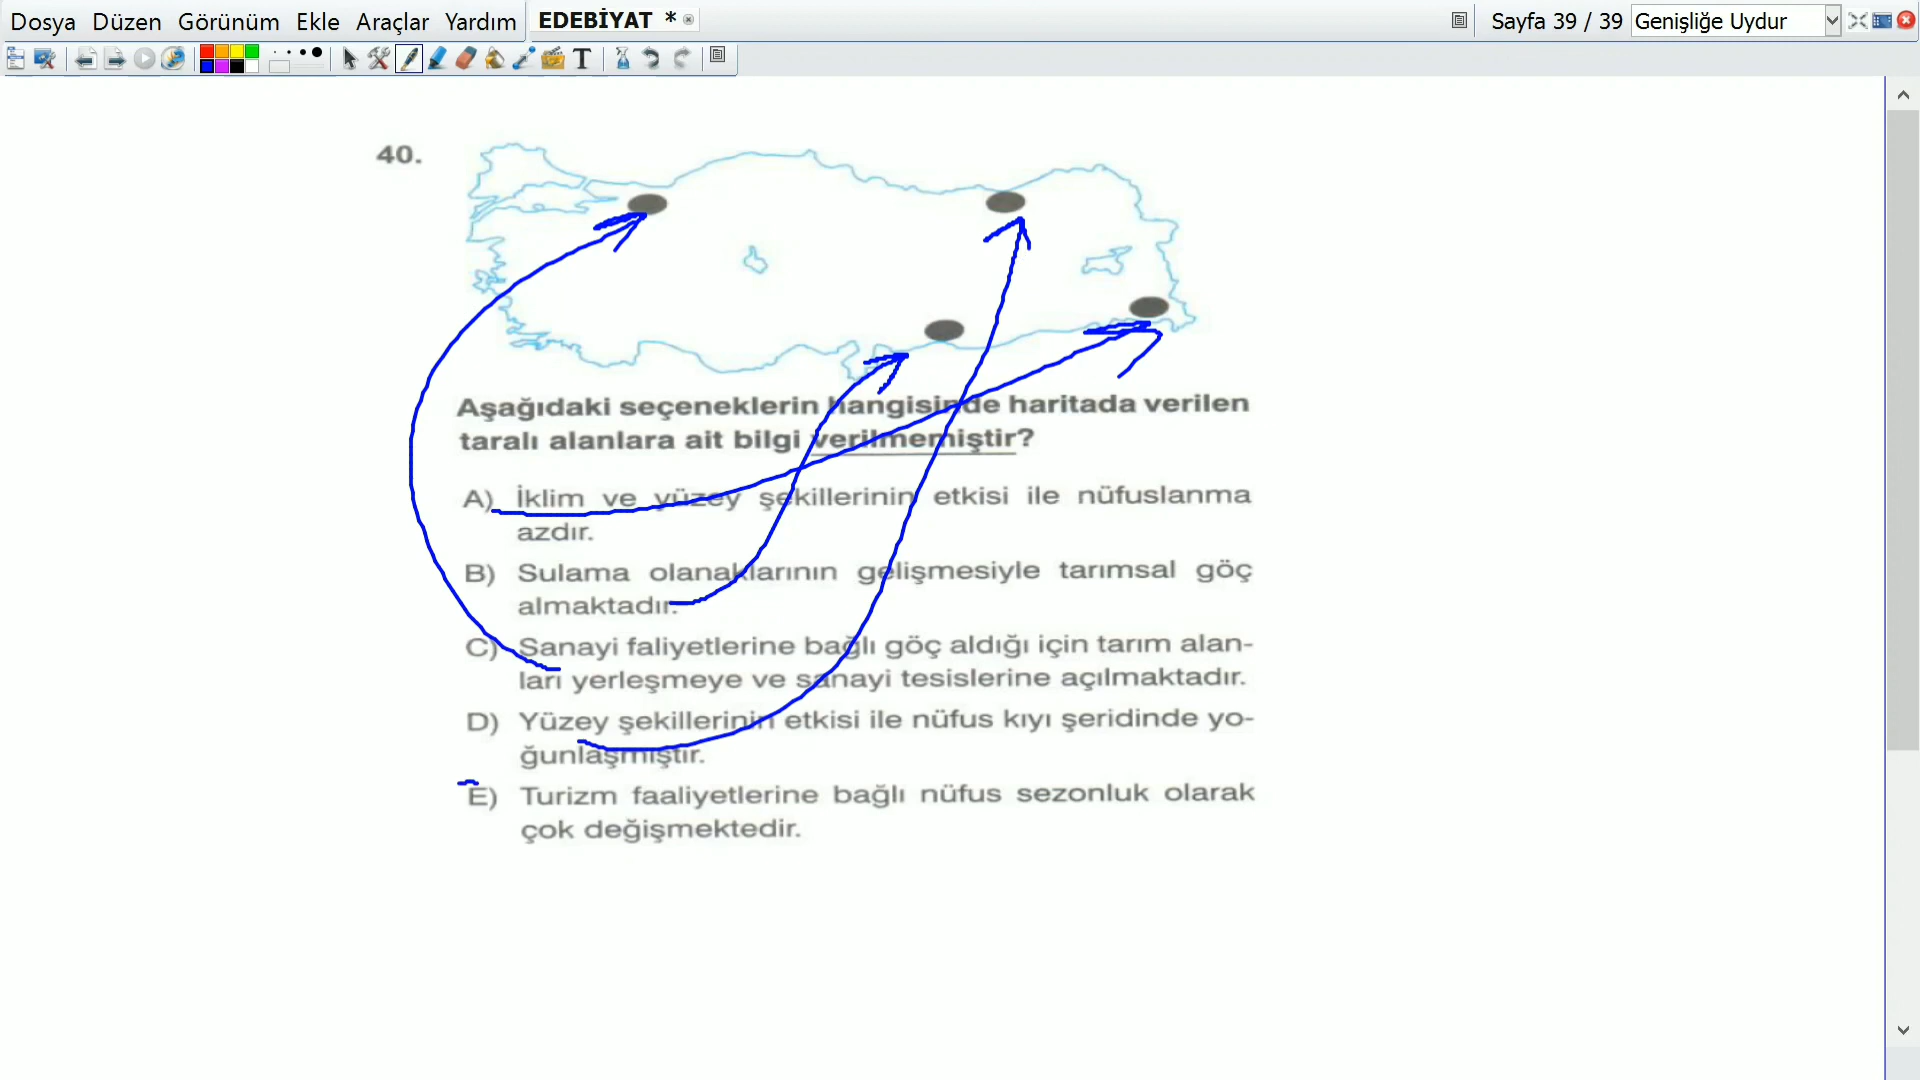 Dosya Düzen Görünüm Ekle Araçlar Yardım EDEBİYAT * Sayfa 39 / 39 Genişliğe Uydur
40.
Aşağıdaki seçeneklerin hangisinde haritada verilen
taralı alanlara ait bilgi verilmemiştir?
A) İklim ve yüzey şekillerinin etkisi ile nüfuslanma
azdır.
B) Sulama olanaklarının gelişmesiyle tarımsal göç
almaktadır.
C) Sanayi faliyetlerine bağlı göç aldığı için tarım alan-
ları yerleşmeye ve sanayi tesislerine açılmaktadır.
D) Yüzey şekillerinin etkisi ile nüfus kıyı şeridinde yo-
ğunlaşmıştır.
E) Turizm faaliyetlerine bağlı nüfus sezonluk olarak
çok değişmektedir.